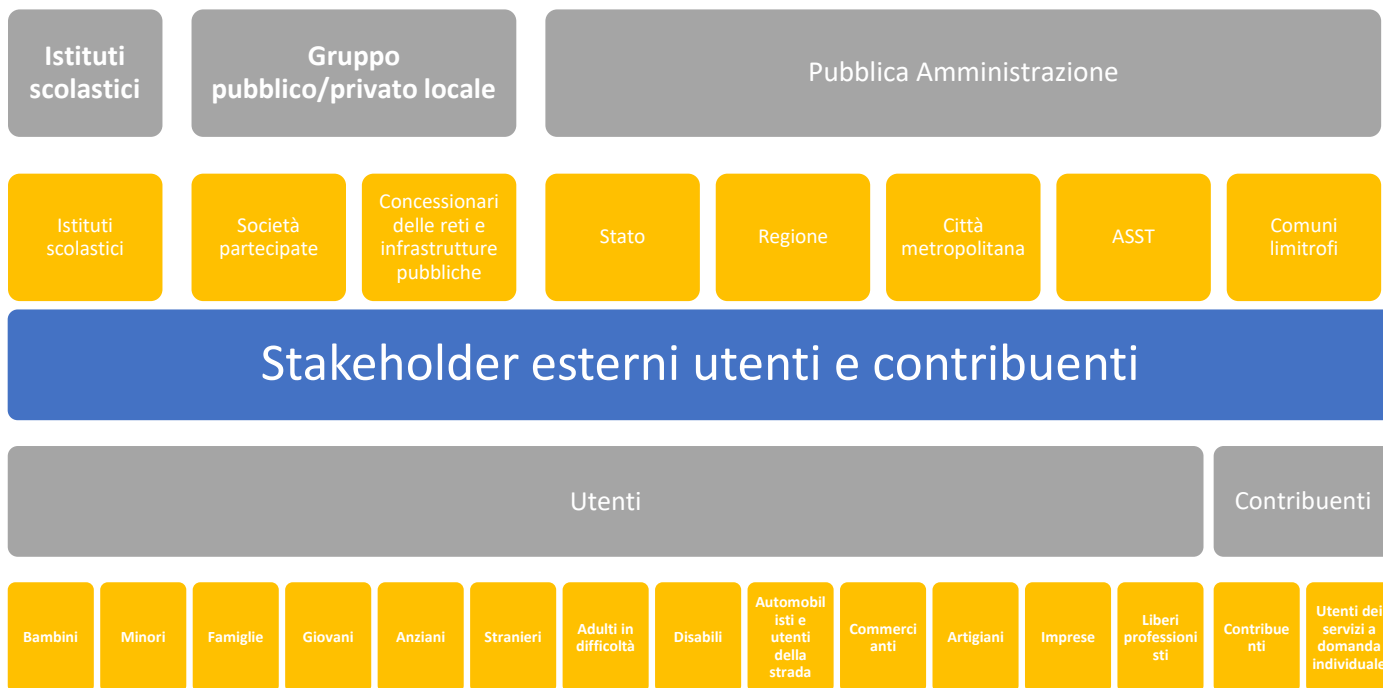 Istituti
scolastici
Gruppo
pubblico/privato locale
Pubblica Amministrazione
Istituti
scolastici
Società
partecipate
Concessionari
delle reti e
infrastrutture
pubbliche
Stato
Regione
Città
metropolitana
ASST
Comuni
limitrofi
Stakeholder esterni utenti e contribuenti
Utenti
Contribuenti
Bambini
Minori
Famiglie
Giovani
Anziani
Stranieri
Adulti in
difficoltà
Disabili
Automobil
isti e
utenti
della
strada
Commerci
anti
Artigiani
Imprese
Liberi
professioni
sti
Contribue
nti
Utenti dei
servizi a
domanda
individuale